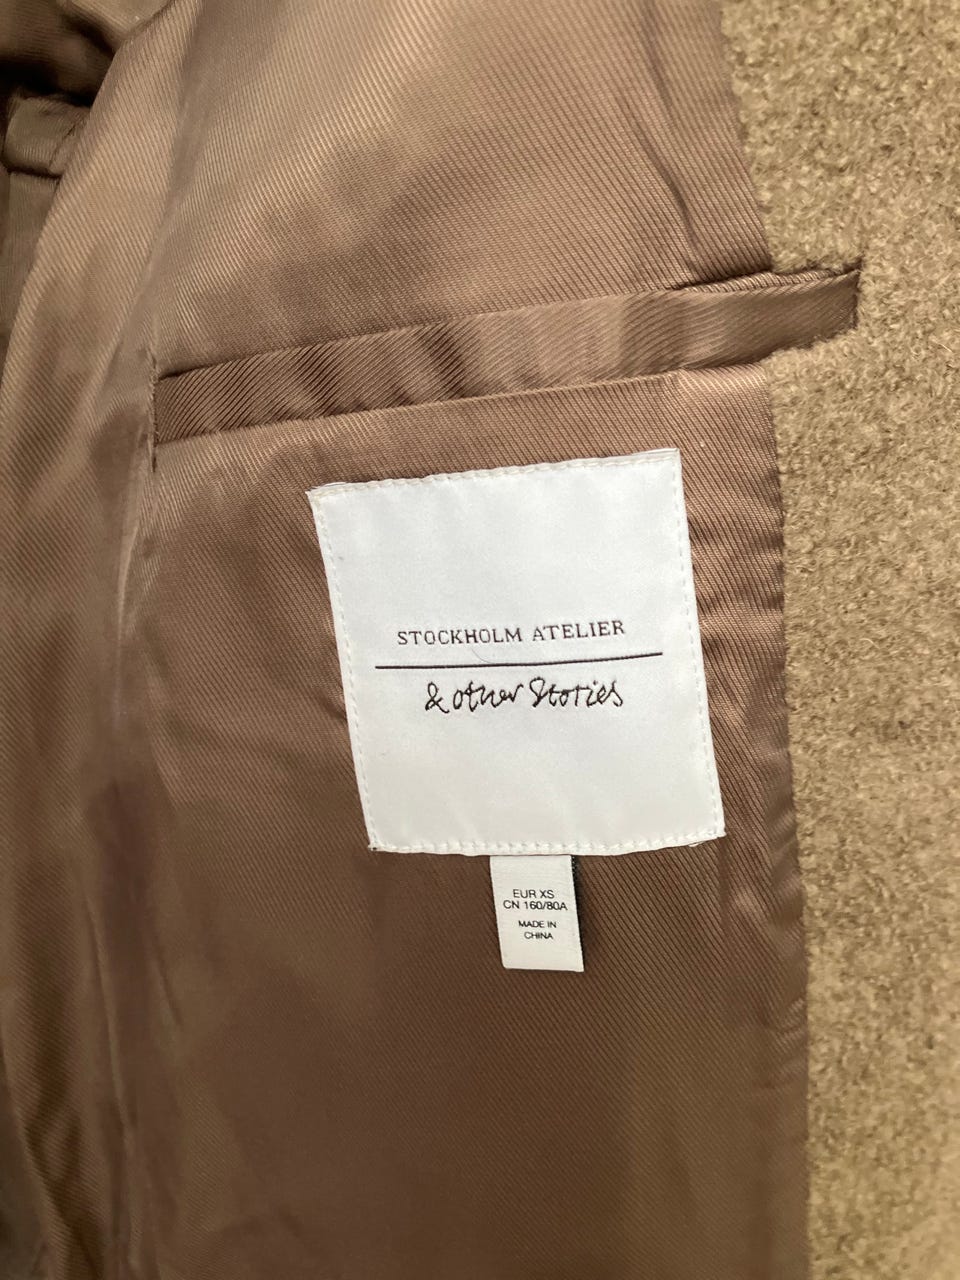 STOCKHOLM ATELIER
& other Stories
EUR XS
CN 160/80A
MADE IN
CHINA